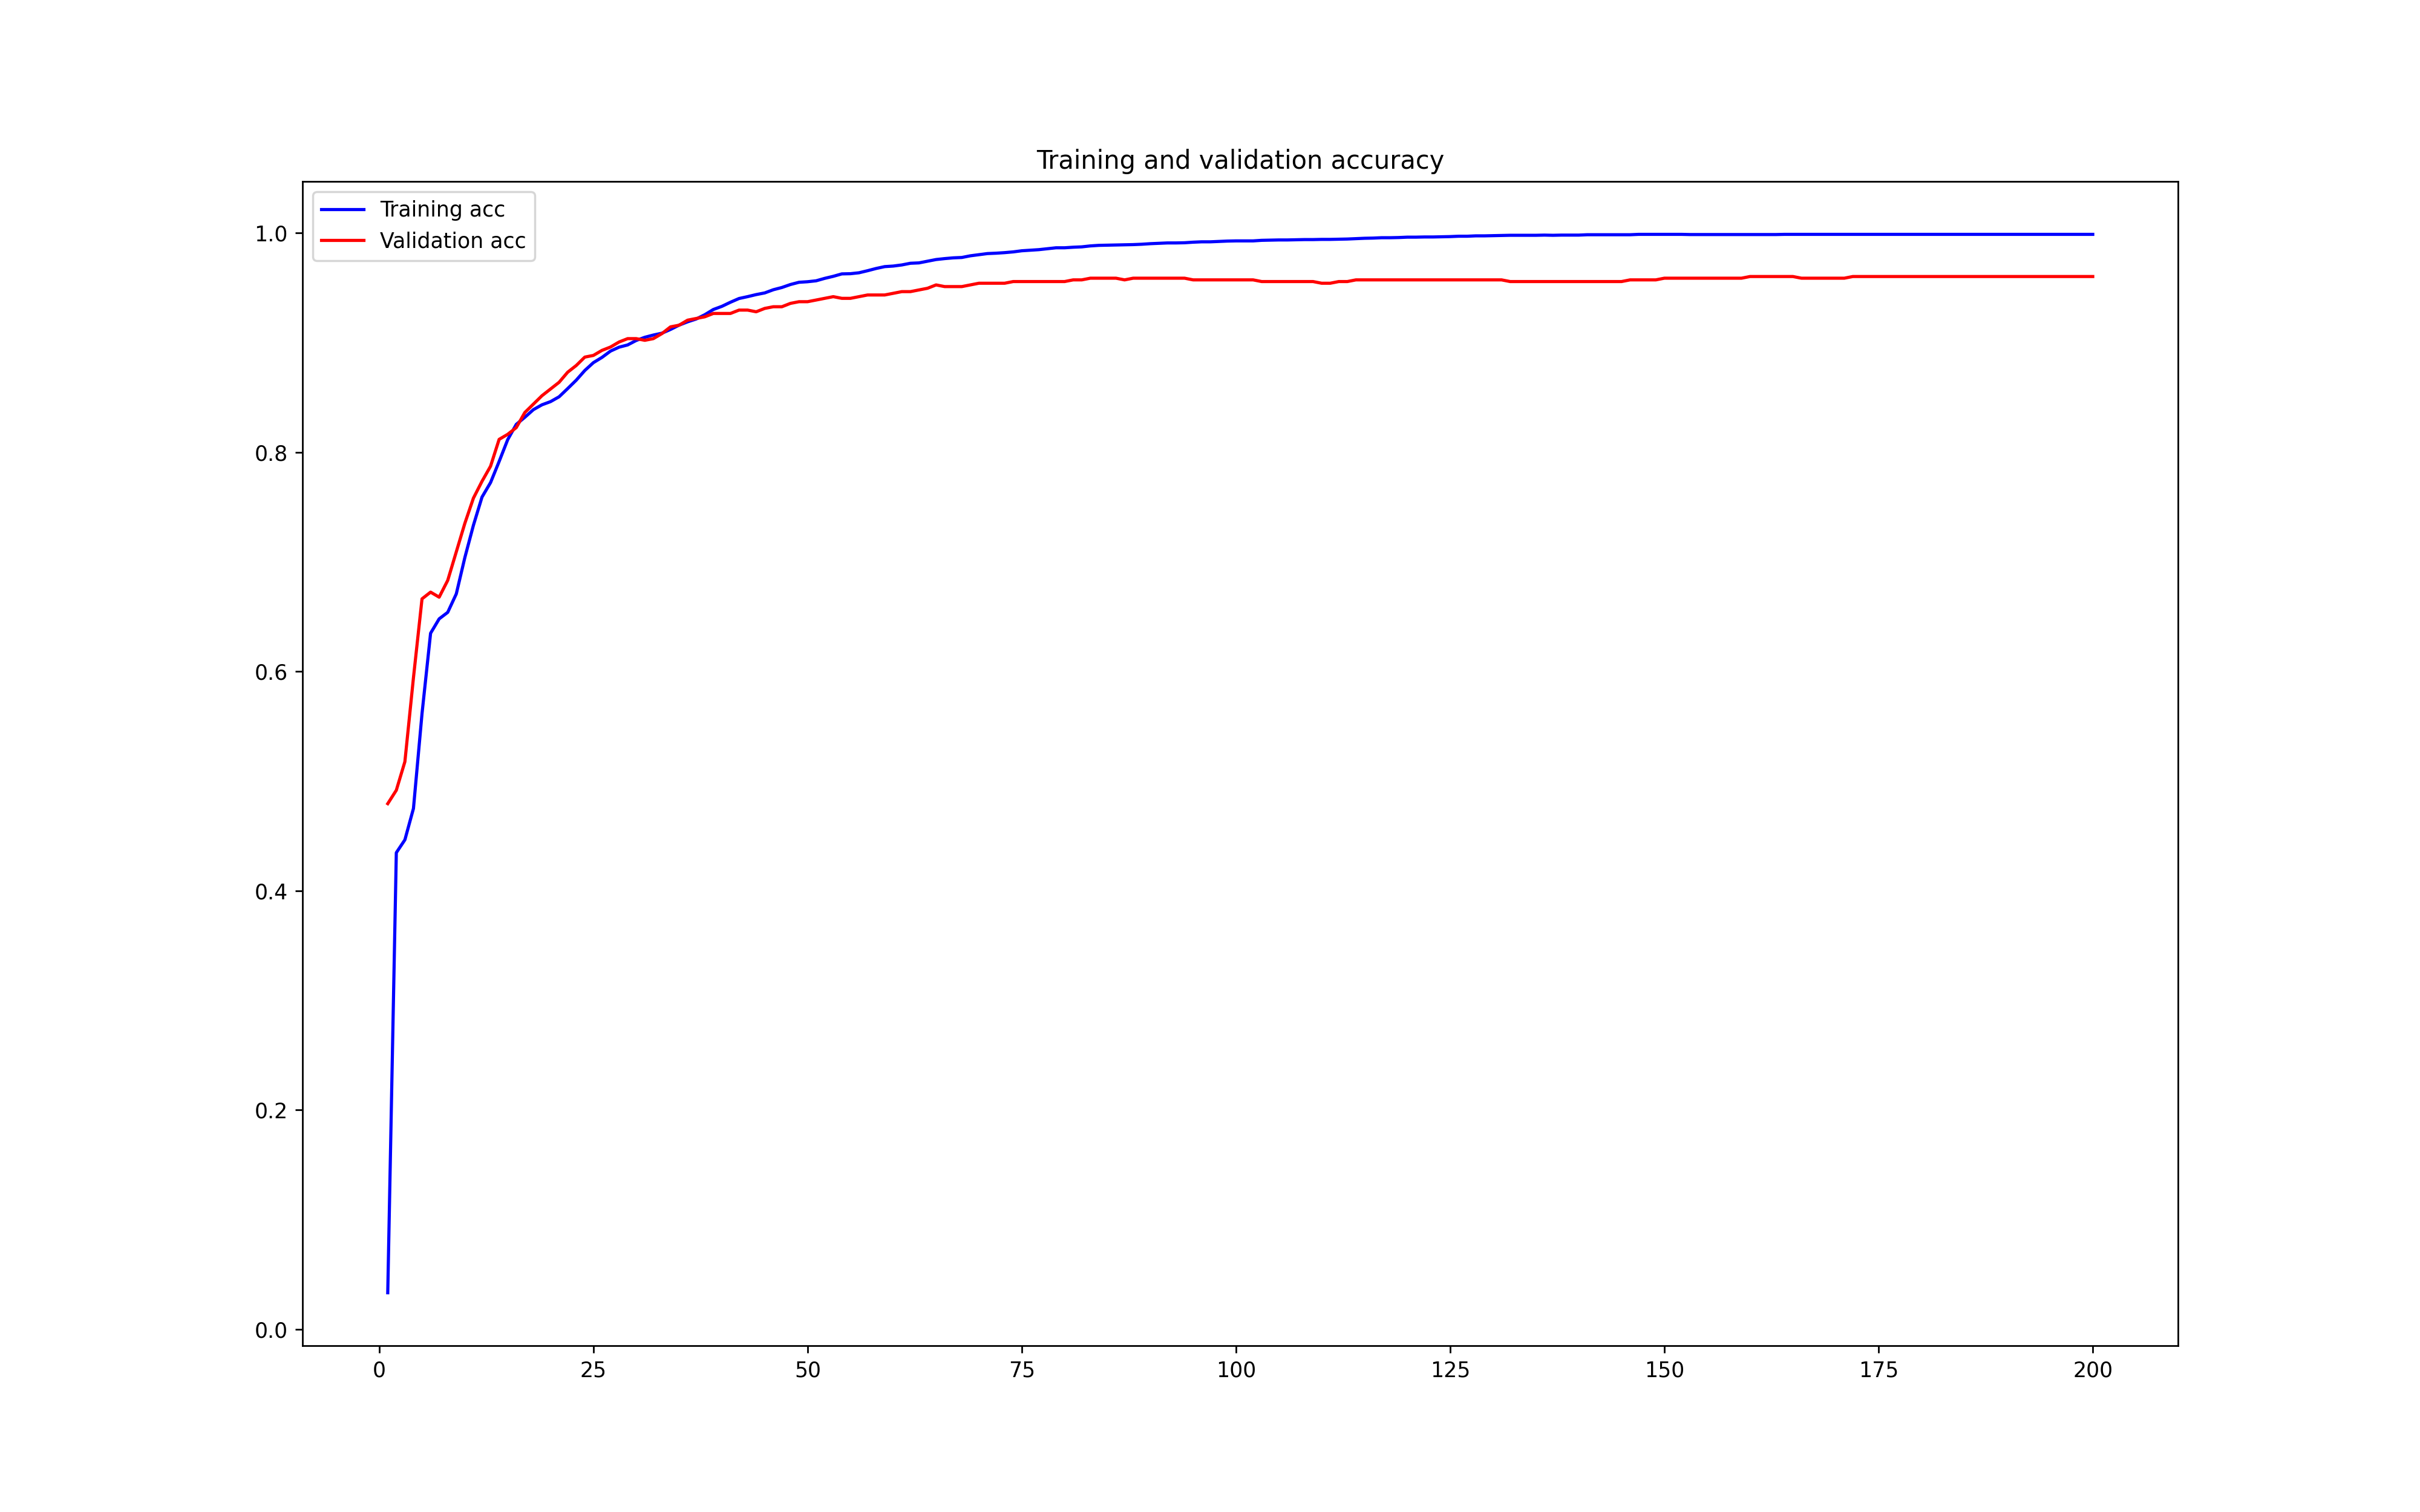 Training and validation accuracy
Training acc
Validation acc
1.0
0.8
0.6
0.4
0.2
0.0
0 25 50 75 100 125 150 175 200